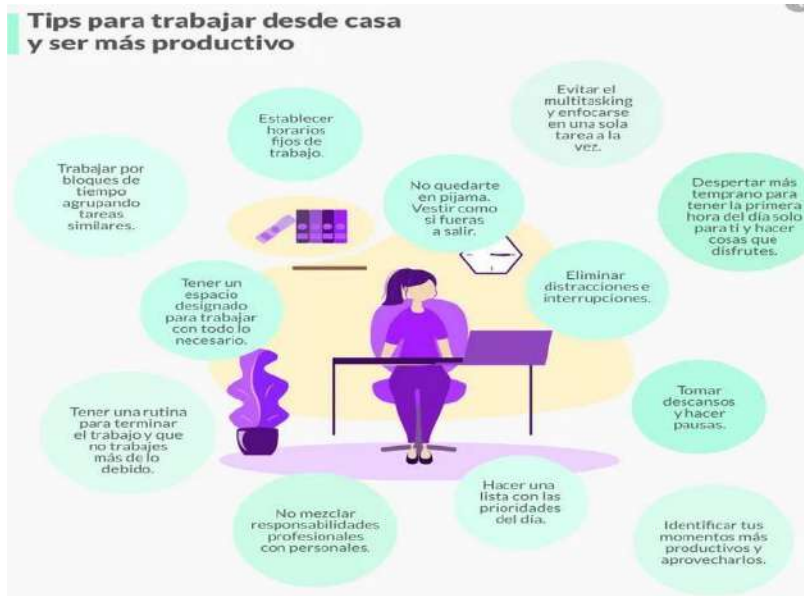 Tips para trabajar desde casa
y ser más productivo
Evitar el
multitasking
y enfocarse
en una sola
tarea a la
vez.
Establecer
horarios
fijos de
trabajo.
Trabajar por
bloques de
tiempo
agrupando
tareas
similares.
No quedarte
en pijama.
Vestir como
si fueras
a salir.
Despertar más
temprano para
tener la primera
hora del día solo
para ti y hacer
cosas que
disfrutes.
Tener un
espacio
designado
para trabajar
con todo lo
necesario.
Eliminar
distracciones e
interrupciones.
Tener una rutina
para terminar
el trabajo y que
no trabajes
más de lo
debido.
Tomar
descansos
y hacer
pausas.
No mezclar
responsabilidades
profesionales
con personales.
Hacer una
lista con las
prioridades
del día.
Identificar tus
momentos más
productivos y
aprovecharlos.